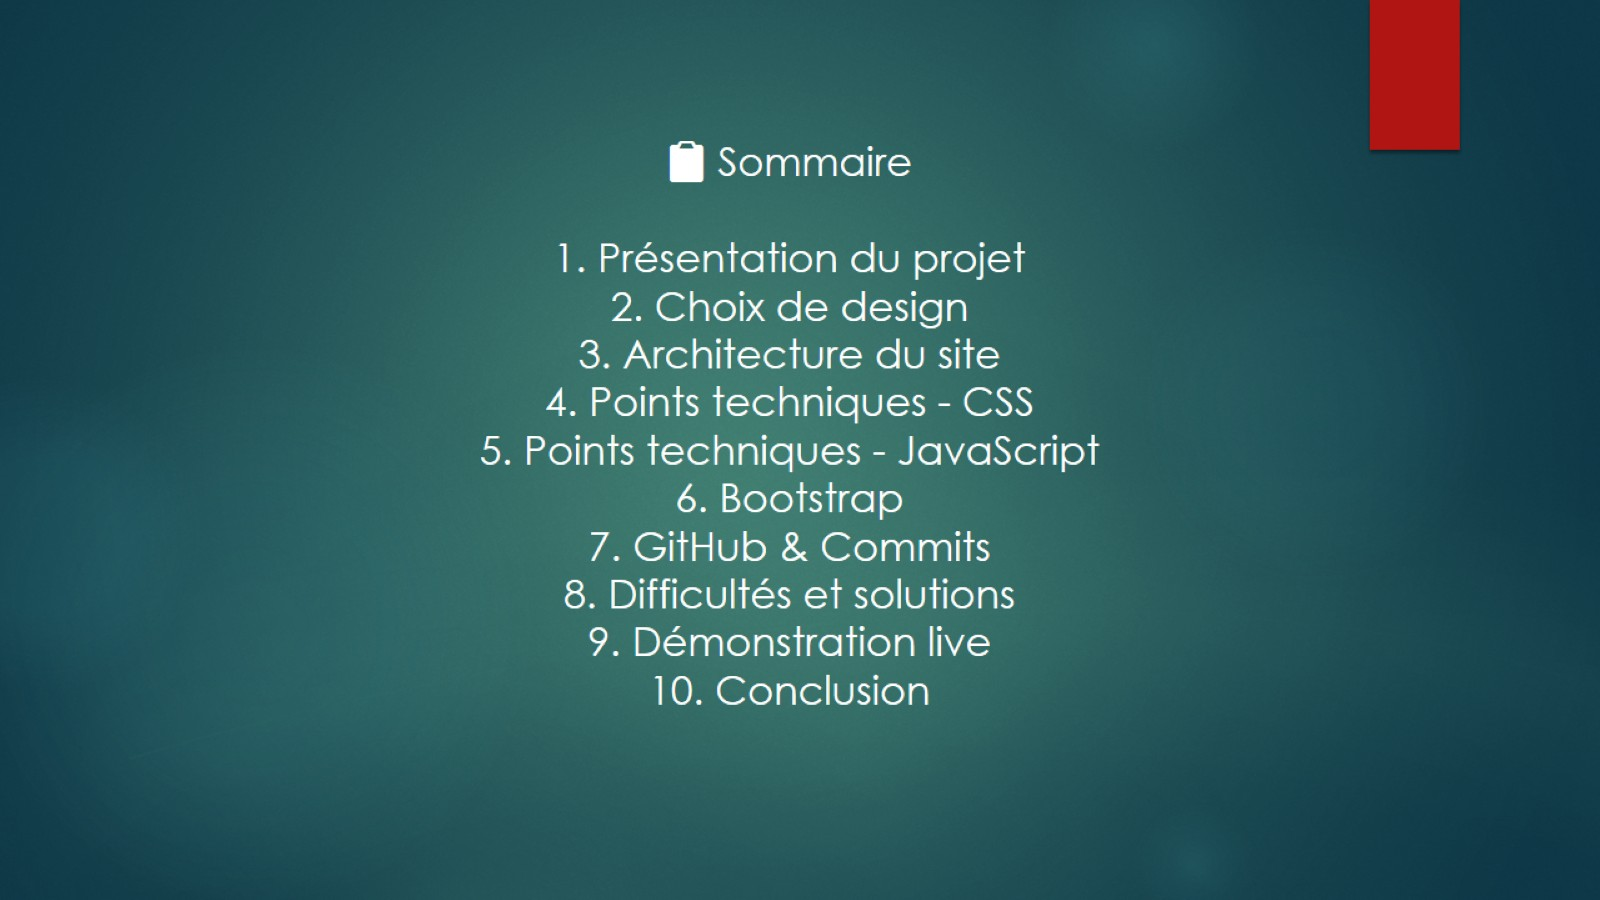 Sommaire
1. Présentation du projet
2. Choix de design
3. Architecture du site
4. Points techniques - CSS
5. Points techniques - JavaScript
6. Bootstrap
7. GitHub & Commits
8. Difficultés et solutions
9. Démonstration live
10. Conclusion